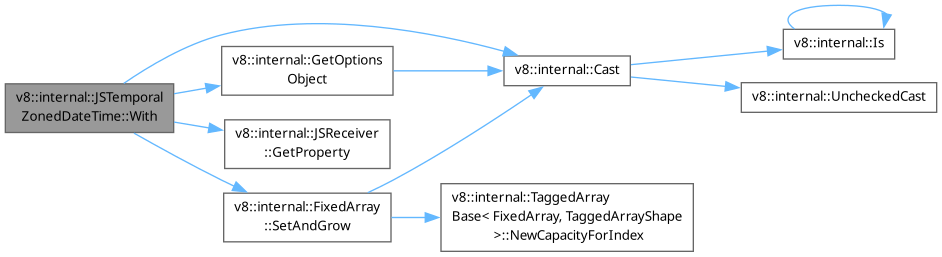 v8::internal::JSTemporal
ZonedDateTime::With
v8::internal::GetOptions
Object
v8::internal::JSReceiver
::GetProperty
v8::internal::FixedArray
::SetAndGrow
v8::internal::Cast
v8::internal::TaggedArray
Base< FixedArray, TaggedArrayShape
>::NewCapacityForIndex
v8::internal::Is
v8::internal::UncheckedCast